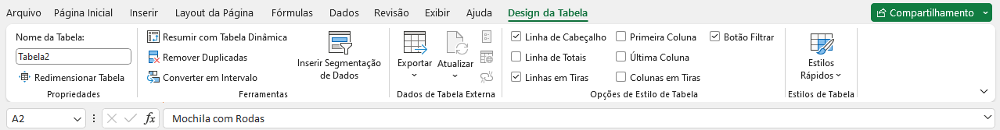 Arquivo Página Inicial Inserir Layout da Página Fórmulas Dados Revisão Exibir Ajuda Design da Tabela Compartilhamento
Nome da Tabela:
Tabela2
Redimensionar Tabela
Propriedades
Resumir com Tabela Dinâmica
Remover Duplicadas
Converter em Intervalo
Inserir Segmentação
de Dados
Ferramentas
Exportar
Atualizar
Dados de Tabela Externa
Linha de Cabeçalho
Linha de Totais
Linhas em Tiras
Primeira Coluna
Última Coluna
Colunas em Tiras
Botão Filtrar
Opções de Estilo de Tabela
Estilos
Rápidos
Estilos de Tabela
A2 fx Mochila com Rodas